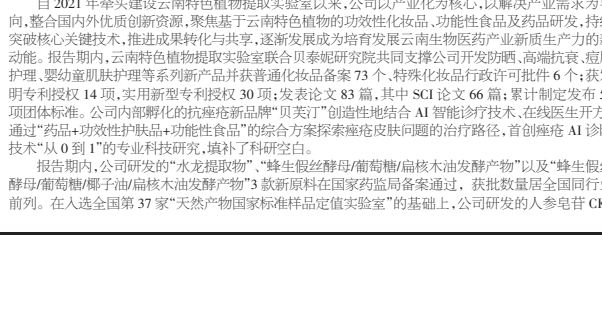 自 2021 年牵头建设云南特色植物提取实验室以来，公司以产业化为核心，以解决产业需求为
向，整合国内外优质创新资源，聚焦基于云南特色植物的功效性化妆品、功能性食品及药品研发，持
突破核心关键技术，推进成果转化与共享，逐渐发展成为培育发展云南生物医药产业新质生产力的
动能。报告期内，云南特色植物提取实验室联合贝泰妮研究院共同支撑公司开发防晒、高端抗衰、
护理、婴幼童肌肤护理等系列新产品并获普通化妆品备案 73 个，特殊化妆品行政许可批件 6 个；获
明专利授权 14 项，实用新型专利授权 30 项；发表论文 83 篇，其中 SCI 论文 66 篇；累计制定发布
项团体标准。公司内部孵化的抗痤疮新品牌“贝芙汀”创造性地结合 AI 智能诊疗技术、在线医生开方
通过“药品+功效性护肤品+功能性食品”的综合方案探索痤疮皮肤问题的治疗路径，首创痤疮 AI 诊
技术“从 0 到 1”的专业科技研究，填补了科研空白。
报告期内，公司研发的“水龙提取物”、“蜂生假丝酵母/葡萄糖/扁核木油发酵产物”以及“蜂生假
酵母/葡萄糖/椰子油/扁核木油发酵产物”3 款新原料在国家药监局备案通过，获批数量居全国同行
前列。在入选全国第 37 家“天然产物国家标准样品定值实验室”的基础上，公司研发的人参皂苷 CK